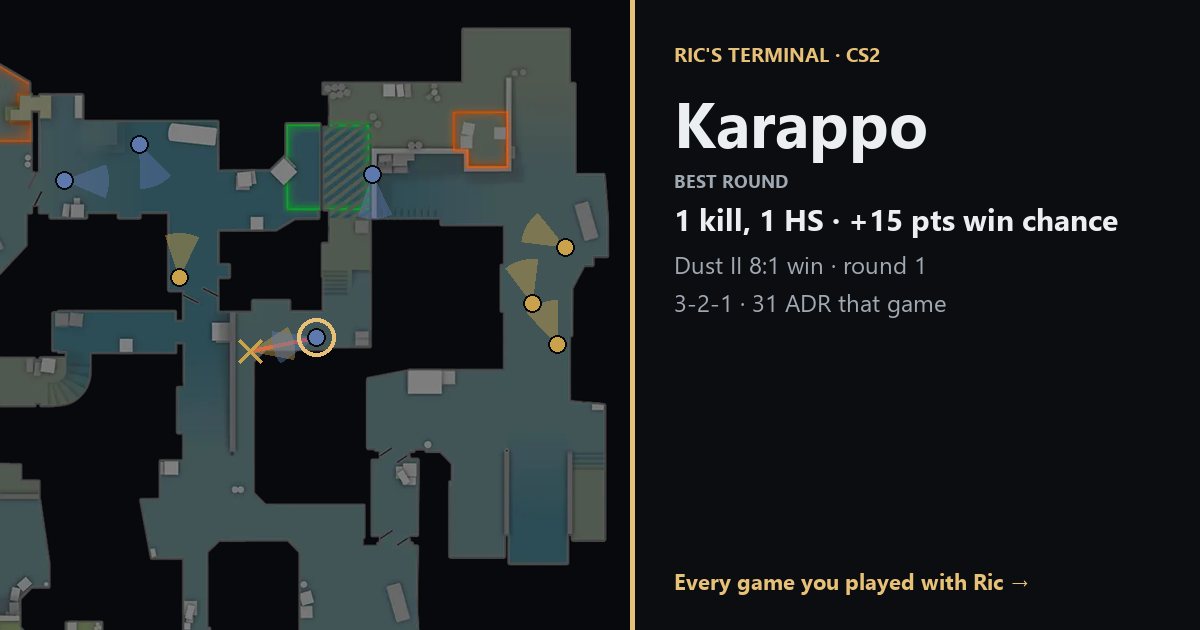 RIC'S TERMINAL · CS2
Karappo
BEST ROUND
1 kill, 1 HS · +15 pts win chance
Dust II 8:1 win · round 1
3-2-1 · 31 ADR that game
Every game you played with Ric →